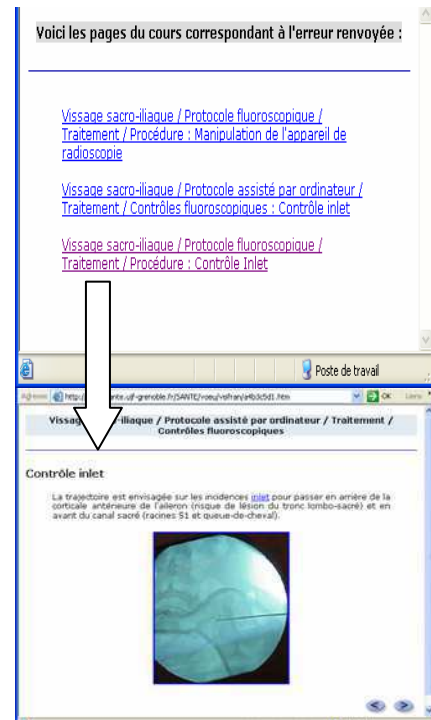 Voici les pages du cours correspondant à l'erreur renvoyée :
Vissage sacro-iliaque / Protocole fluoroscopique /
Traitement / Procédure : Manipulation de l'appareil de
radioscopie
Vissage sacro-iliaque / Protocole assisté par ordinateur /
Traitement / Contrôles fluoroscopiques : Contrôle inlet
Vissage sacro-iliaque / Protocole fluoroscopique /
Traitement / Procédure : Contrôle Inlet
Poste de travail
OK
Vissag -iliaque / Protocole assisté par ordinateur / Traitement /
Contrôles fluoroscopiques
Contrôle inlet
La trajectoire est envisagée sur les incidences inlet pour passer en arrière de la
corticale antérieure de l'aileron (risque de lésion du tronc lombo-sacré) et en
avant du canal sacré (racines S1 et queue-de-cheval).